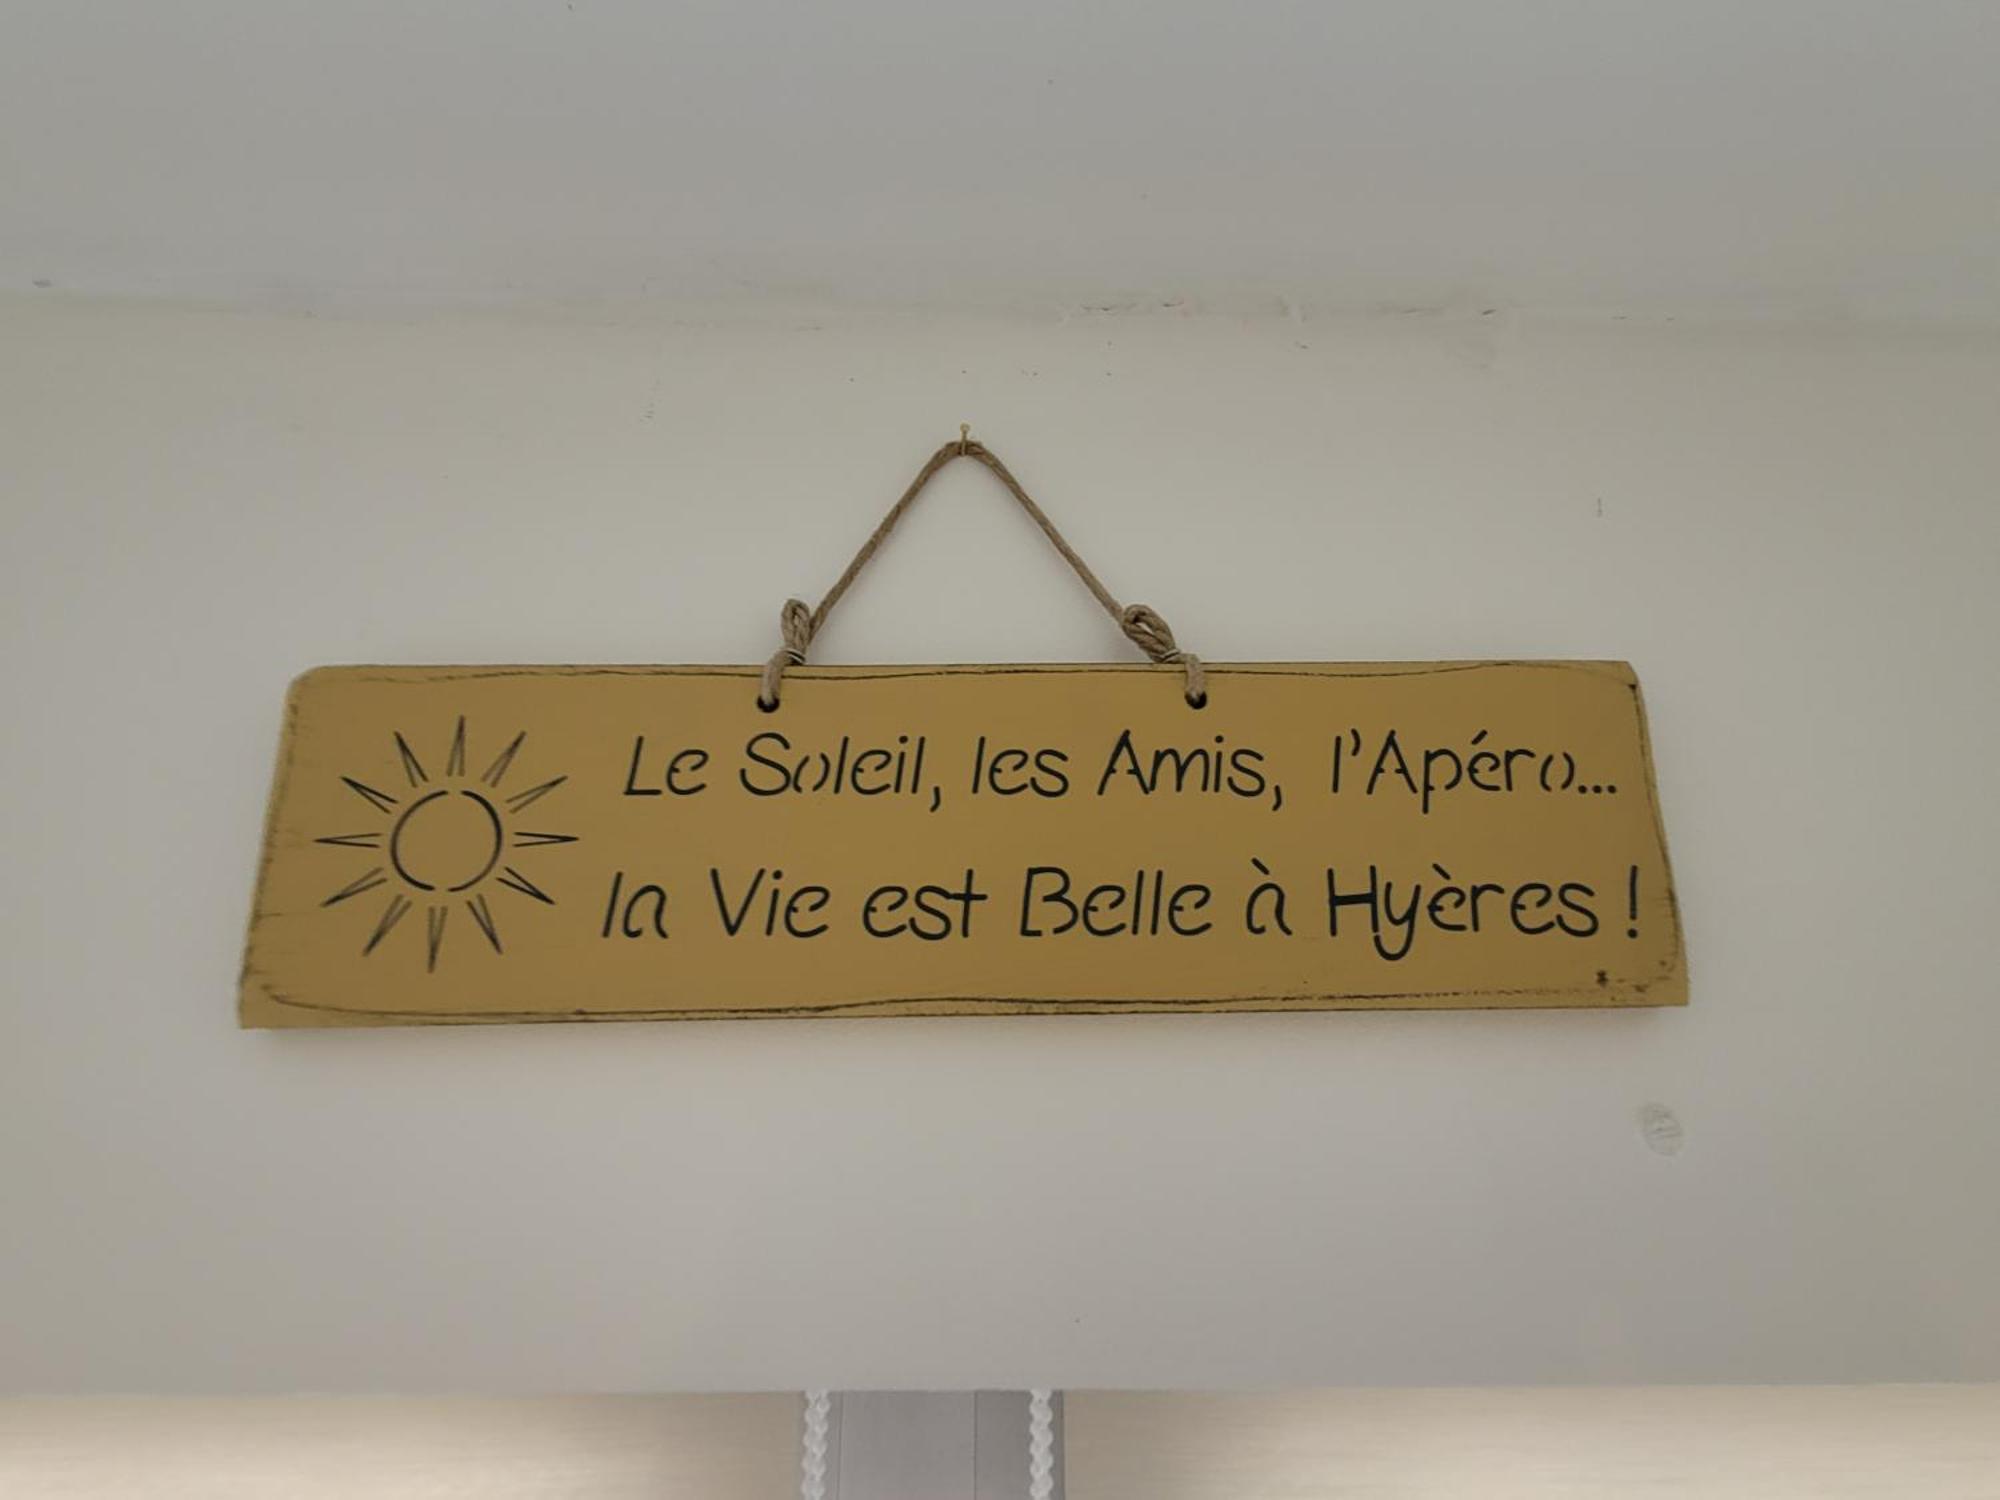 Le Soleil, les Amis, l'Apéro...
la Vie est Belle à Hyères !